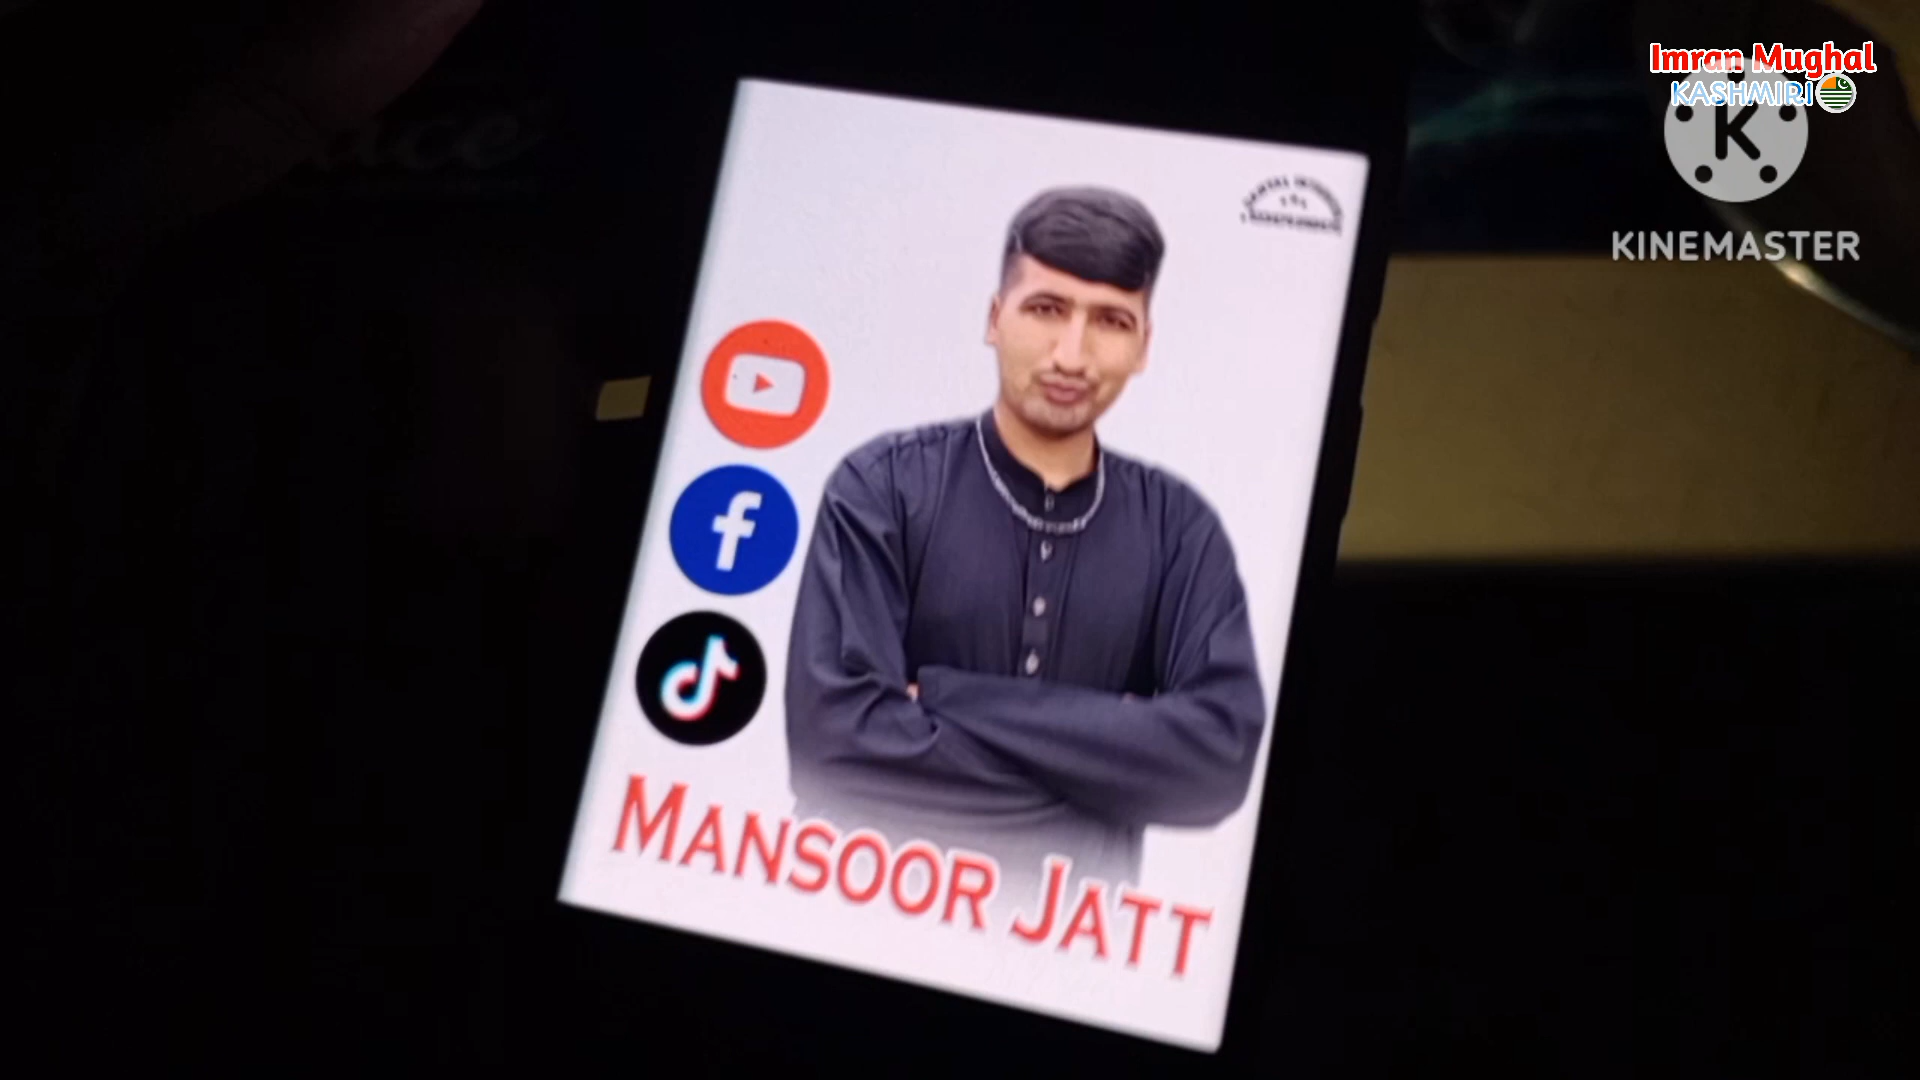 Imran Mughal
KASHMIRI
K
KINEMASTER
MANSOOR JATT